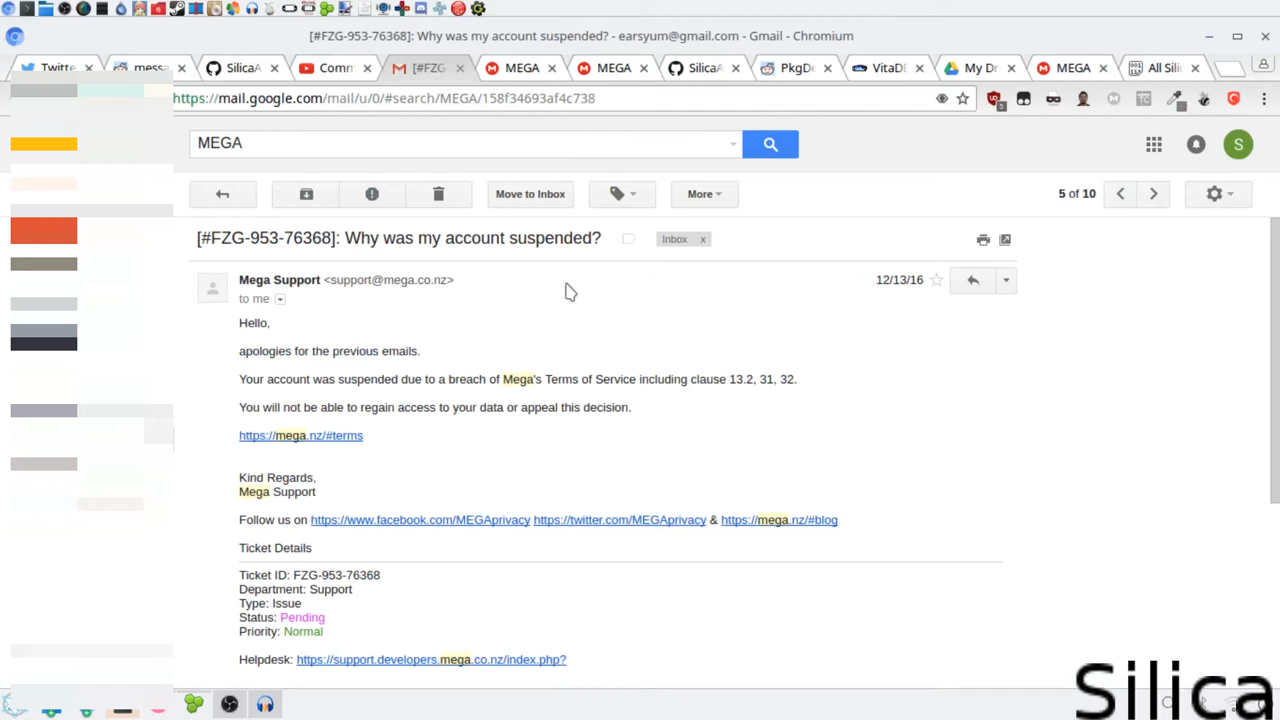 [#FZG-953-76368]: Why was my account suspended? - earsyum@gmail.com - Gmail - Chromium
Twitte
messa
SilicaA
Comm
[#FZG
MEGA
MEGA
SilicaA
PkgDe
VitaDE
My Dr
MEGA
All Silic
https://mail.google.com/mail/u/0/#search/MEGA/158f34693af4c738
MEGA
S
Move to Inbox
More
5 of 10
[#FZG-953-76368]: Why was my account suspended?
Inbox x
Mega Support <support@mega.co.nz>
12/13/16
to me
Hello,
apologies for the previous emails.
Your account was suspended due to a breach of Mega's Terms of Service including clause 13.2, 31, 32.
You will not be able to regain access to your data or appeal this decision.
https://mega.nz/#terms
Kind Regards,
Mega Support
Follow us on https://www.facebook.com/MEGAprivacy https://twitter.com/MEGAprivacy & https://mega.nz/#blog
Ticket Details
Ticket ID: FZG-953-76368
Department: Support
Type: Issue
Status: Pending
Priority: Normal
Helpdesk: https://support.developers.mega.co.nz/index.php?
Silica